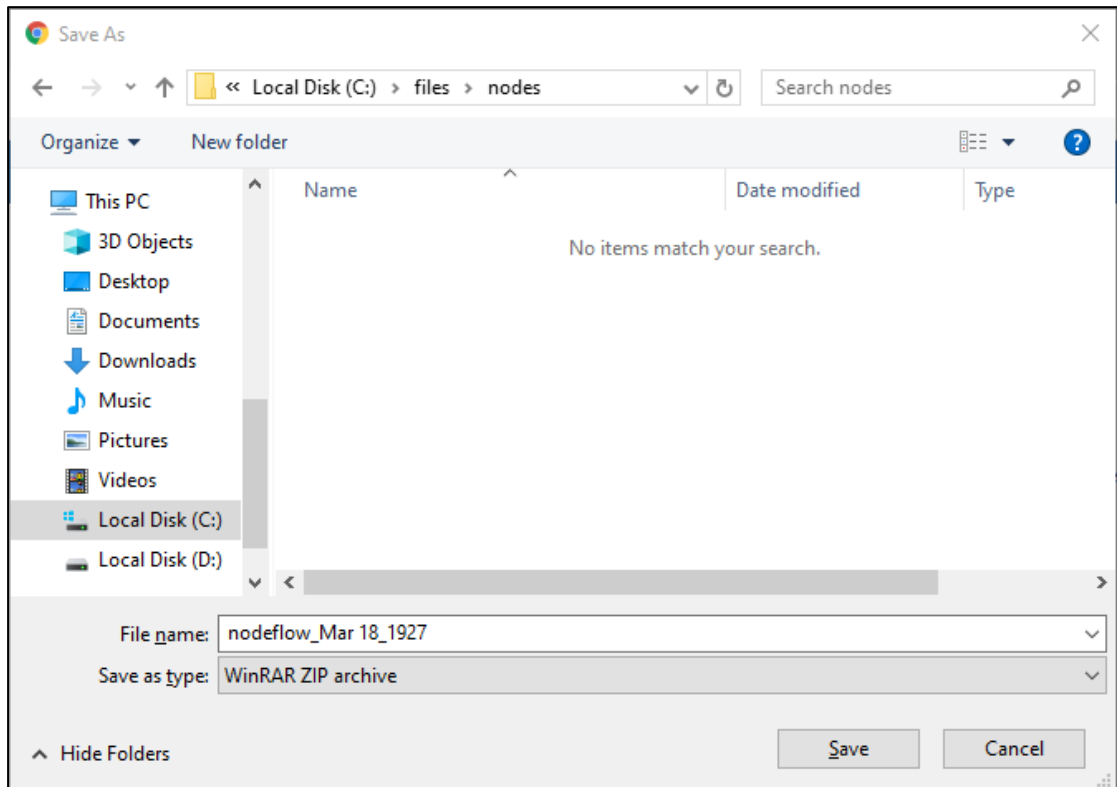 Save As
« Local Disk (C:) › files › nodes
Search nodes
Organize
New folder
?
Name
Date modified
Type
No items match your search.
This PC
3D Objects
Desktop
Documents
Downloads
Music
Pictures
Videos
Local Disk (C:)
Local Disk (D:)
File name: nodeflow_Mar 18_1927
Save as type: WinRAR ZIP archive
Hide Folders
Save
Cancel